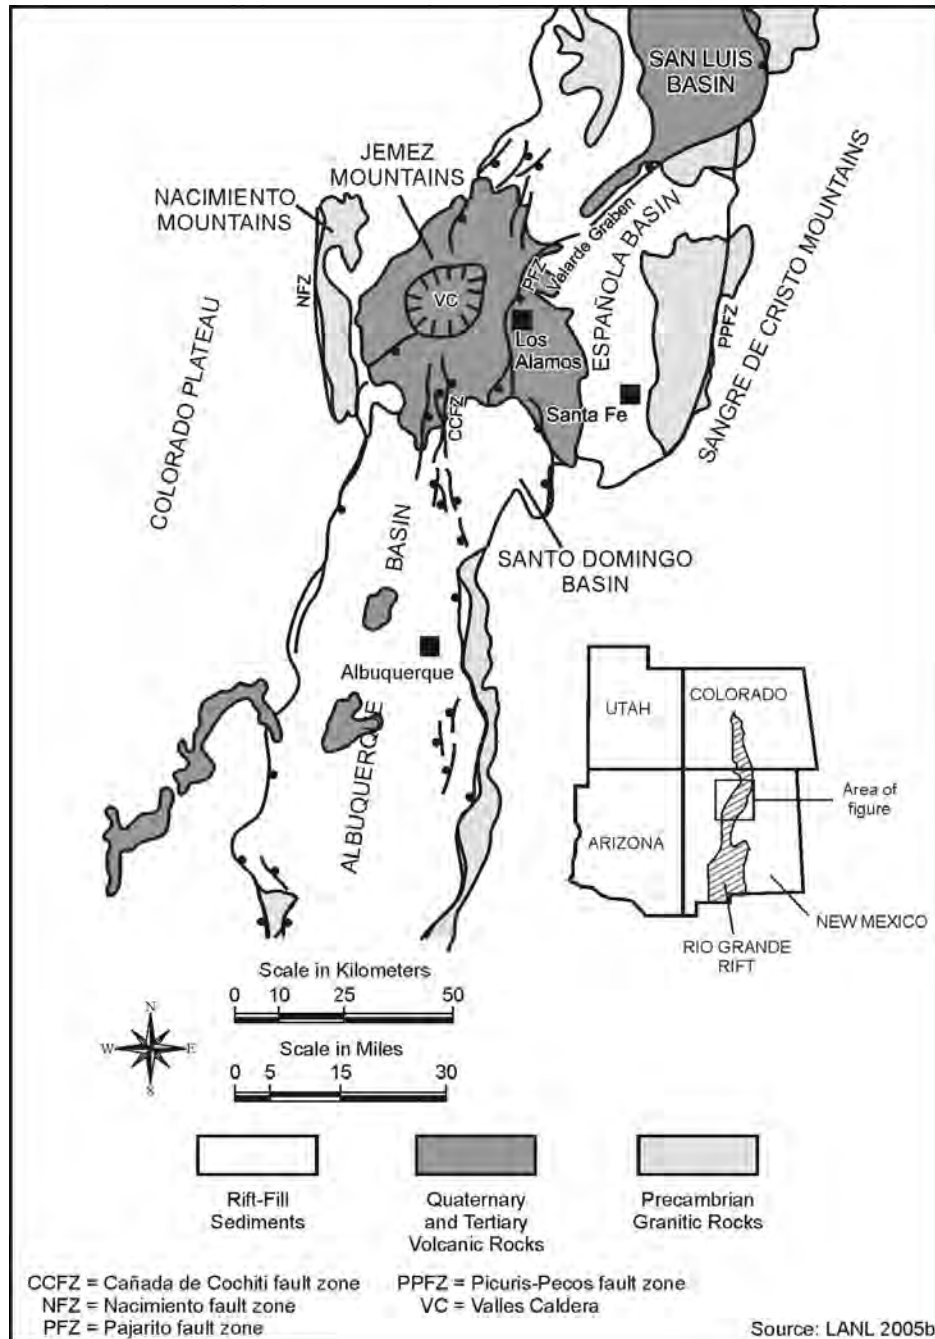 SAN LUIS
BASIN
JEMEZ
MOUNTAINS
NACIMIENTO
MOUNTAINS
SANGRE DE CRISTO MOUNTAINS
Velarde Graben
ESPAÑOLA BASIN
PFZ
NFZ
VC
PPFZ
Los
Alamos
COLORADO PLATEAU
CCFZ
Santa Fe
SANTO DOMINGO
BASIN
ALBUQUERQUE BASIN
Albuquerque
UTAH
COLORADO
Area of
figure
ARIZONA
NEW MEXICO
RIO GRANDE
RIFT
Scale in Kilometers
0 10 25 50
N
W E
S
Scale in Miles
0 5 15 30
Rift-Fill
Sediments
Quaternary
and Tertiary
Volcanic Rocks
Precambrian
Granitic Rocks
CCFZ = Cañada de Cochiti fault zone
NFZ = Nacimiento fault zone
PFZ = Pajarito fault zone
PPFZ = Picuris-Pecos fault zone
VC = Valles Caldera
Source: LANL 2005b